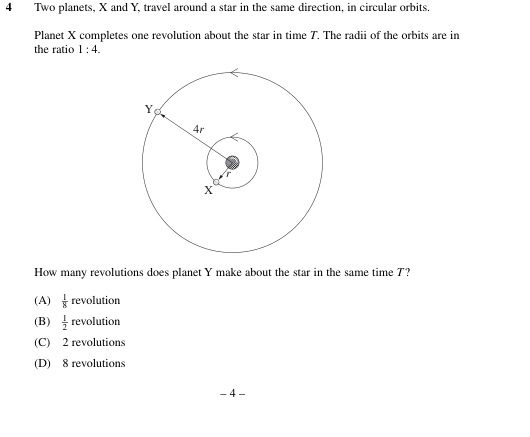 4 Two planets, X and Y, travel around a star in the same direction, in circular orbits.
Planet X completes one revolution about the star in time T. The radii of the orbits are in
the ratio 1 : 4.
Y
4r
r
X
How many revolutions does planet Y make about the star in the same time T?
(A) 1/8 revolution
(B) 1/2 revolution
(C) 2 revolutions
(D) 8 revolutions
– 4 –